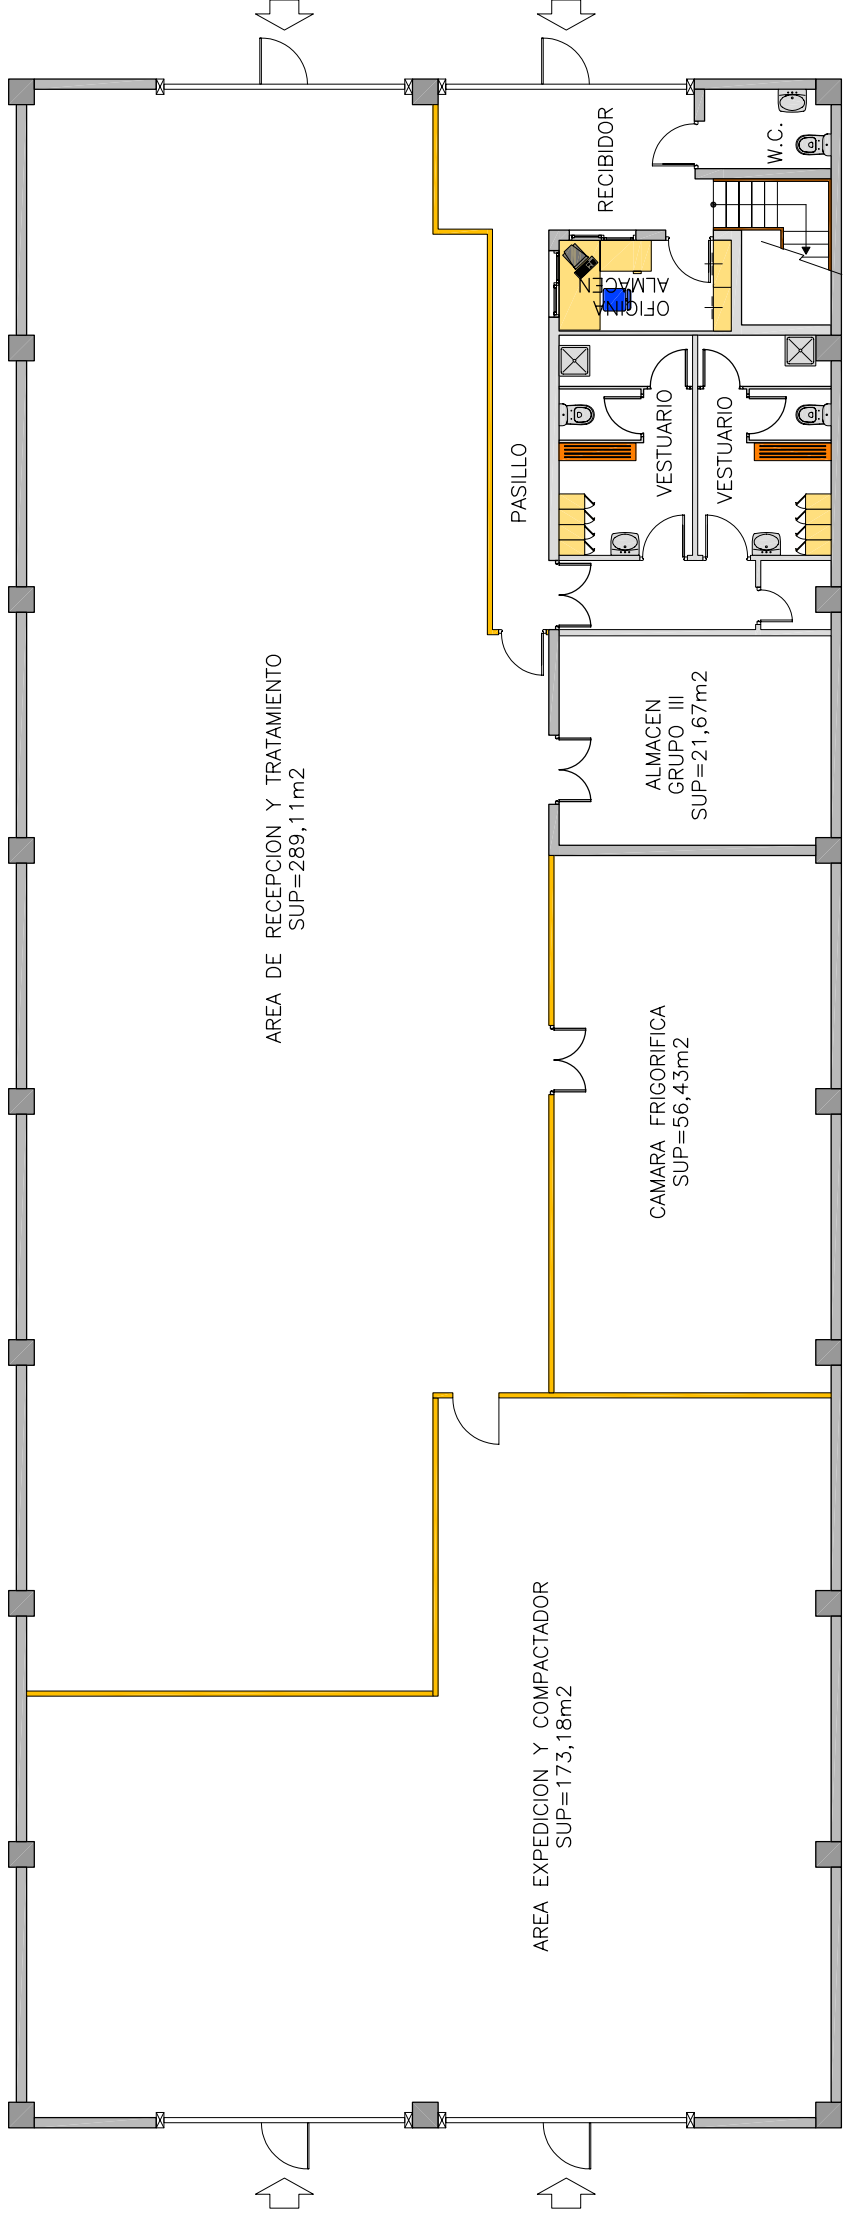 RECIBIDOR
W.C.
OFICINA
ALMACEN
PASILLO
VESTUARIO
VESTUARIO
AREA DE RECEPCION Y TRATAMIENTO
SUP=289,11m2
ALMACEN
GRUPO III
SUP=21,67m2
CAMARA FRIGORIFICA
SUP=56,43m2
AREA EXPEDICION Y COMPACTADOR
SUP=173,18m2